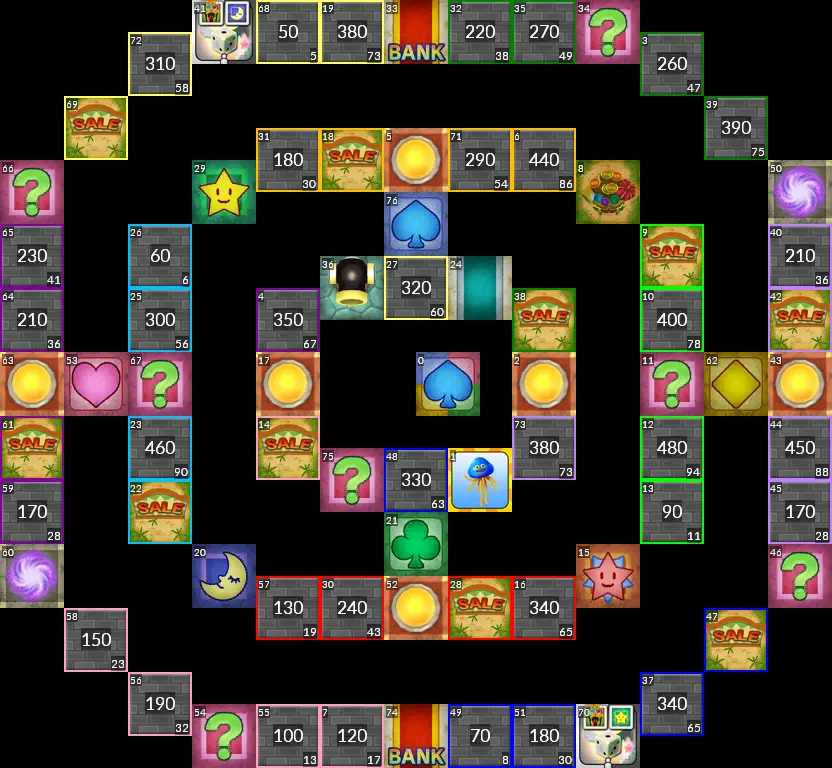 41 68 19 33 32 35 34
50 380 BANK 220 270
5 73 38 49
72 3
310 260
58 47
69 39
SALE 390
75
31 18 5 71 6
180 SALE 290 440
30 54 86
66 29 8 50
76
65 26 9 40
230 60 SALE 210
41 6 36
36 27 24
320
60
64 25 4 38 10 42
210 300 350 SALE 400 SALE
36 56 67 78
63 53 67 17 0 2 11 62 43
61 23 14 73 12 44
SALE 460 SALE 380 480 450
90 73 94 88
75 48 1
330
63
59 22 13 45
170 SALE 90 170
28 11 28
21
60 20 15 46
57 30 52 28 16
130 240 SALE 340
19 43 65
58 47
150 SALE
23
56 37
190 340
32 65
54 55 7 74 49 51 70
100 120 BANK 70 180
13 17 8 30